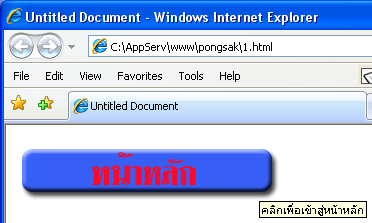 Untitled Document - Windows Internet Explorer
C:\AppServ\www\pongsak\1.html
File Edit View Favorites Tools Help
Untitled Document
หน้าหลัก
คลิกเพื่อเข้าสู่หน้าหลัก